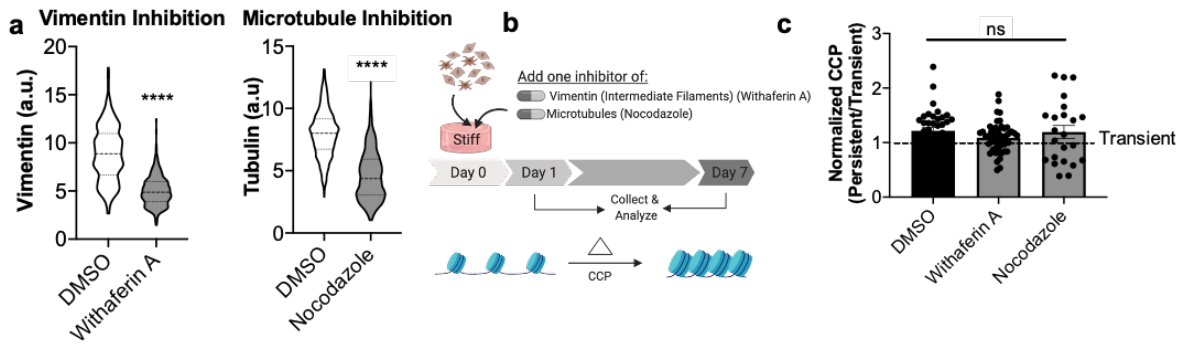 a
Vimentin Inhibition
Vimentin (a.u.)
20
15
10
5
0
****
DMSO
Withaferin A
Microtubule Inhibition
Tubulin (a.u)
15
10
5
0
****
DMSO
Nocodazole
b
Add one inhibitor of:
Vimentin (Intermediate Filaments) (Withaferin A)
Microtubules (Nocodazole)
Stiff
Day 0
Day 1
Day 7
Collect &
Analyze
△
CCP
c
Normalized CCP
(Persistent/Transient)
3
2
1
0
ns
Transient
DMSO
Withaferin A
Nocodazole